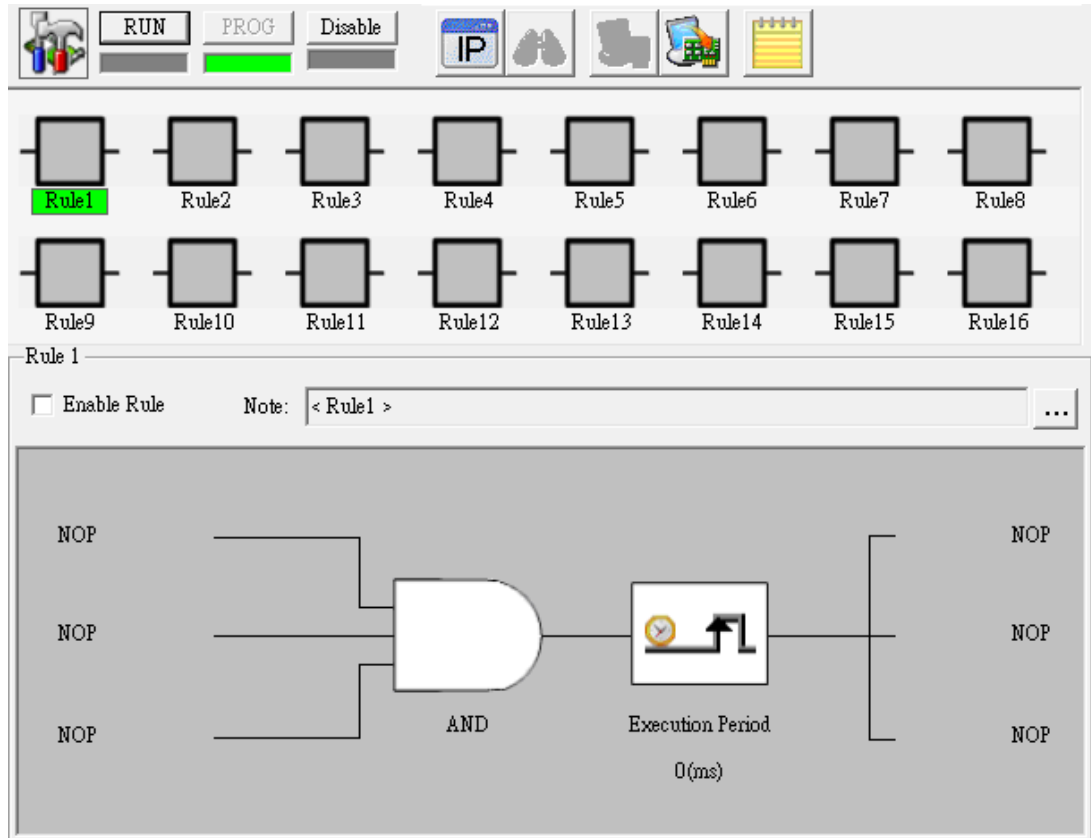 RUN PROG Disable
IP
Rule1 Rule2 Rule3 Rule4 Rule5 Rule6 Rule7 Rule8
Rule9 Rule10 Rule11 Rule12 Rule13 Rule14 Rule15 Rule16
Rule 1
Enable Rule Note: < Rule1 > ...
NOP NOP
NOP NOP
AND Execution Period
NOP NOP
0(ms)